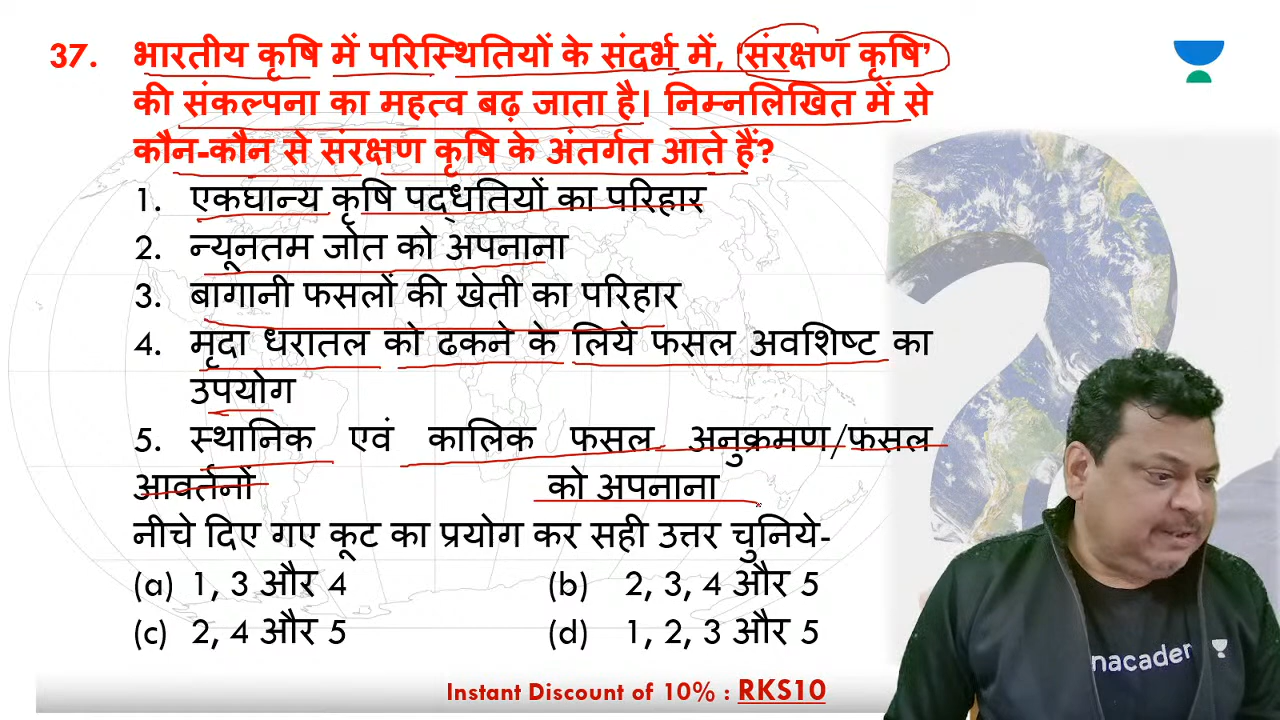 37. भारतीय कृषि में परिस्थितियों के संदर्भ में, 'संरक्षण कृषि'
की संकल्पना का महत्व बढ़ जाता है। निम्नलिखित में से
कौन-कौन से संरक्षण कृषि के अंतर्गत आते हैं?
1. एकघान्य कृषि पद्धतियों का परिहार
2. न्यूनतम जोत को अपनाना
3. बागानी फसलों की खेती का परिहार
4. मृदा धरातल को ढकने के लिये फसल अवशिष्ट का
उपयोग
5. स्थानिक एवं कालिक फसल अनुक्रमण/फसल
आवर्तनों को अपनाना
नीचे दिए गए कूट का प्रयोग कर सही उत्तर चुनिये-
(a) 1, 3 और 4 (b) 2, 3, 4 और 5
(c) 2, 4 और 5 (d) 1, 2, 3 और 5
nacader
Instant Discount of 10% : RKS10